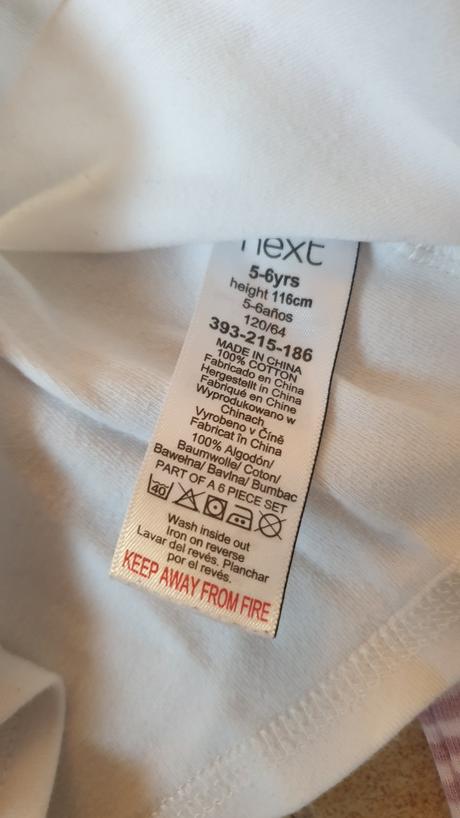 next
5-6yrs
height 116cm
5-6años
120/64
393-215-186
MADE IN CHINA
100% COTTON
Fabricado en China
Hergestellt in China
Fabriqué en Chine
Wyprodukowano w
Chinach
Vyrobeno v Číně
Fabricat în China
100% Algodón/
Baumwolle/ Coton/
Bawełna/ Bavlna/ Bumbac
PART OF A 6 PIECE SET
40
Wash inside out
Iron on reverse
Lavar del revés. Planchar
por el revés.
KEEP AWAY FROM FIRE